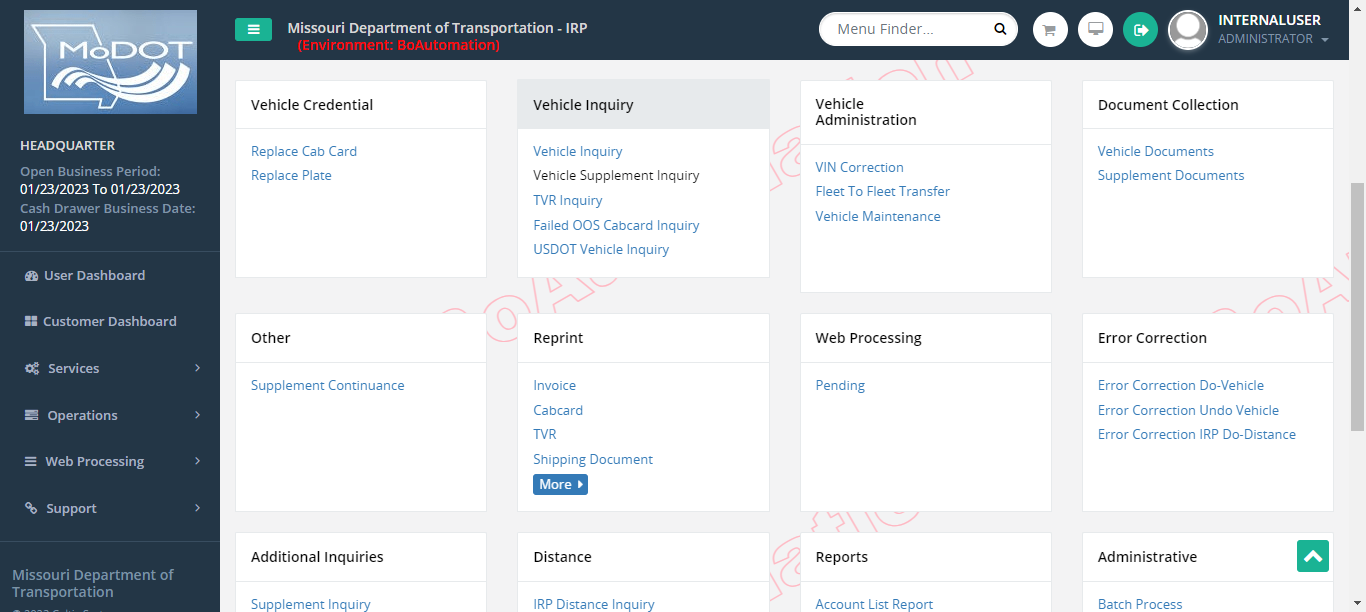 MoDOT
Missouri Department of Transportation - IRP
(Environment: BoAutomation)
Menu Finder...
INTERNALUSER
ADMINISTRATOR
HEADQUARTER
Open Business Period:
01/23/2023 To 01/23/2023
Cash Drawer Business Date:
01/23/2023
User Dashboard
Customer Dashboard
Services
Operations
Web Processing
Support
Missouri Department of
Transportation
Vehicle Credential
Replace Cab Card
Replace Plate
Vehicle Inquiry
Vehicle Inquiry
Vehicle Supplement Inquiry
TVR Inquiry
Failed OOS Cabcard Inquiry
USDOT Vehicle Inquiry
Vehicle
Administration
VIN Correction
Fleet To Fleet Transfer
Vehicle Maintenance
Document Collection
Vehicle Documents
Supplement Documents
Other
Supplement Continuance
Reprint
Invoice
Cabcard
TVR
Shipping Document
More
Web Processing
Pending
Error Correction
Error Correction Do-Vehicle
Error Correction Undo Vehicle
Error Correction IRP Do-Distance
Additional Inquiries
Supplement Inquiry
Distance
IRP Distance Inquiry
Reports
Account List Report
Administrative
Batch Process